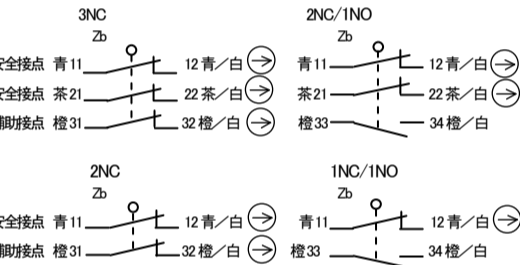 3NC
Zb
安全接点 青11 12青／白
安全接点 茶21 22茶／白
補助接点 橙31 32橙／白
2NC/1NO
Zb
青11 12青／白
茶21 22茶／白
橙33 34橙／白
2NC
Zb
安全接点 青11 12青／白
補助接点 橙31 32橙／白
1NC/1NO
Zb
青11 12青／白
橙33 34橙／白